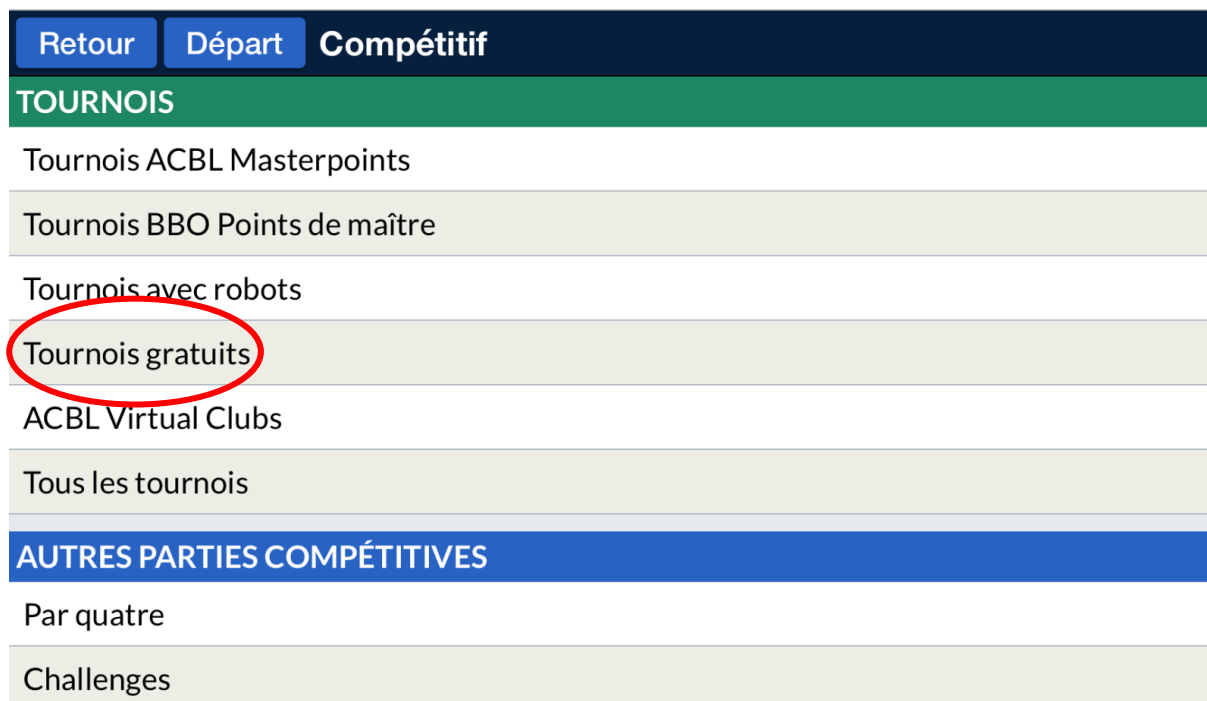 Retour Départ Compétitif
TOURNOIS
Tournois ACBL Masterpoints
Tournois BBO Points de maître
Tournois avec robots
Tournois gratuits
ACBL Virtual Clubs
Tous les tournois
AUTRES PARTIES COMPÉTITIVES
Par quatre
Challenges